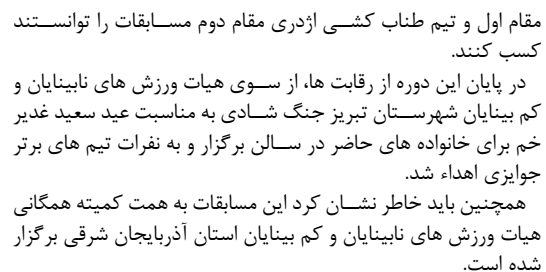 مقام اول و تیم طناب کشی اژدری مقام دوم مسابقات را توانستند
کسب کنند.
در پایان این دوره از رقابت ها، از سوی هیات ورزش های نابینایان و
کم بینایان شهرستان تبریز جنگ شادی به مناسبت عید سعید غدیر
خم برای خانواده های حاضر در سالن برگزار و به نفرات تیم های برتر
جوایزی اهداء شد.
همچنین باید خاطر نشان کرد این مسابقات به همت کمیته همگانی
هیات ورزش های نابینایان و کم بینایان استان آذربایجان شرقی برگزار
شده است.